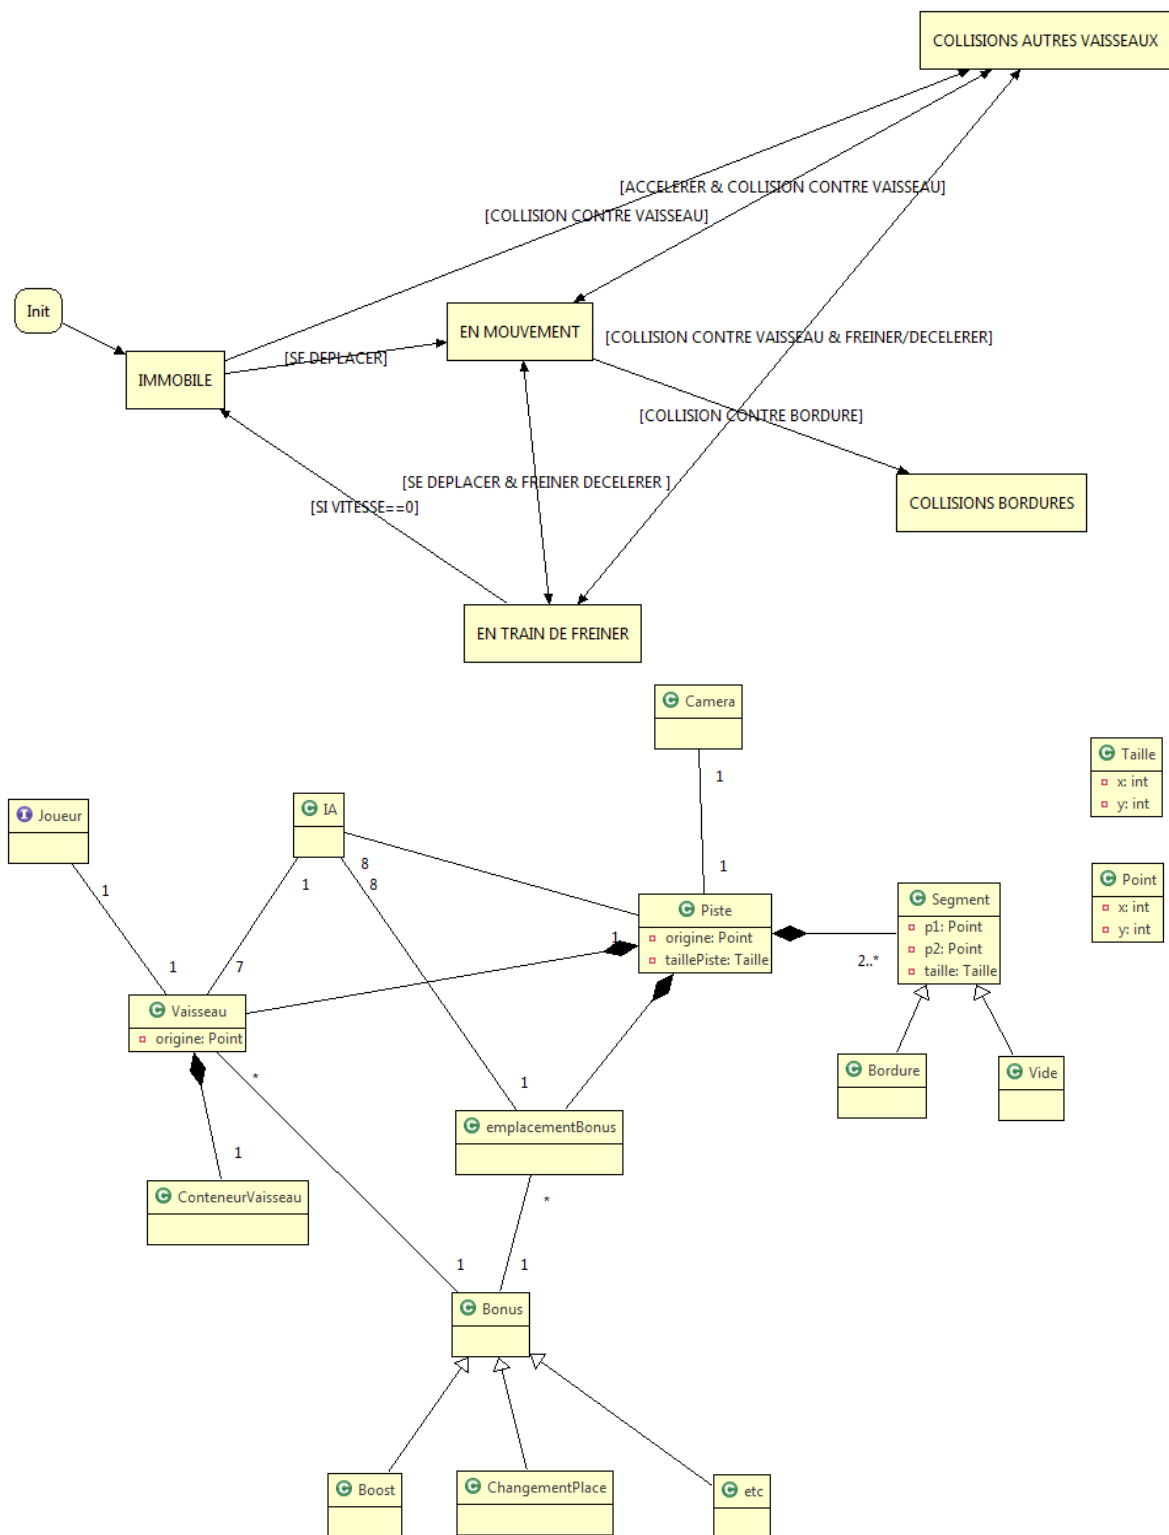 COLLISIONS AUTRES VAISSEAUX
[ACCELERER & COLLISION CONTRE VAISSEAU]
[COLLISION CONTRE VAISSEAU]
Init
EN MOUVEMENT
[COLLISION CONTRE VAISSEAU & FREINER/DECELERER]
[SE DEPLACER]
IMMOBILE
[COLLISION CONTRE BORDURE]
[SE DEPLACER & FREINER DECELERER ]
[SI VITESSE==0]
COLLISIONS BORDURES
EN TRAIN DE FREINER
C Camera
C Taille
x: int
y: int
1
I Joueur
C IA
8
1
1
1
8
C Point
x: int
y: int
C Piste
origine: Point
taillePiste: Taille
C Segment
p1: Point
p2: Point
taille: Taille
1
2..*
1
7
C Vaisseau
origine: Point
*
1
C Bordure
C Vide
C emplacementBonus
1
C ConteneurVaisseau
*
1
1
C Bonus
C Boost
C ChangementPlace
C etc